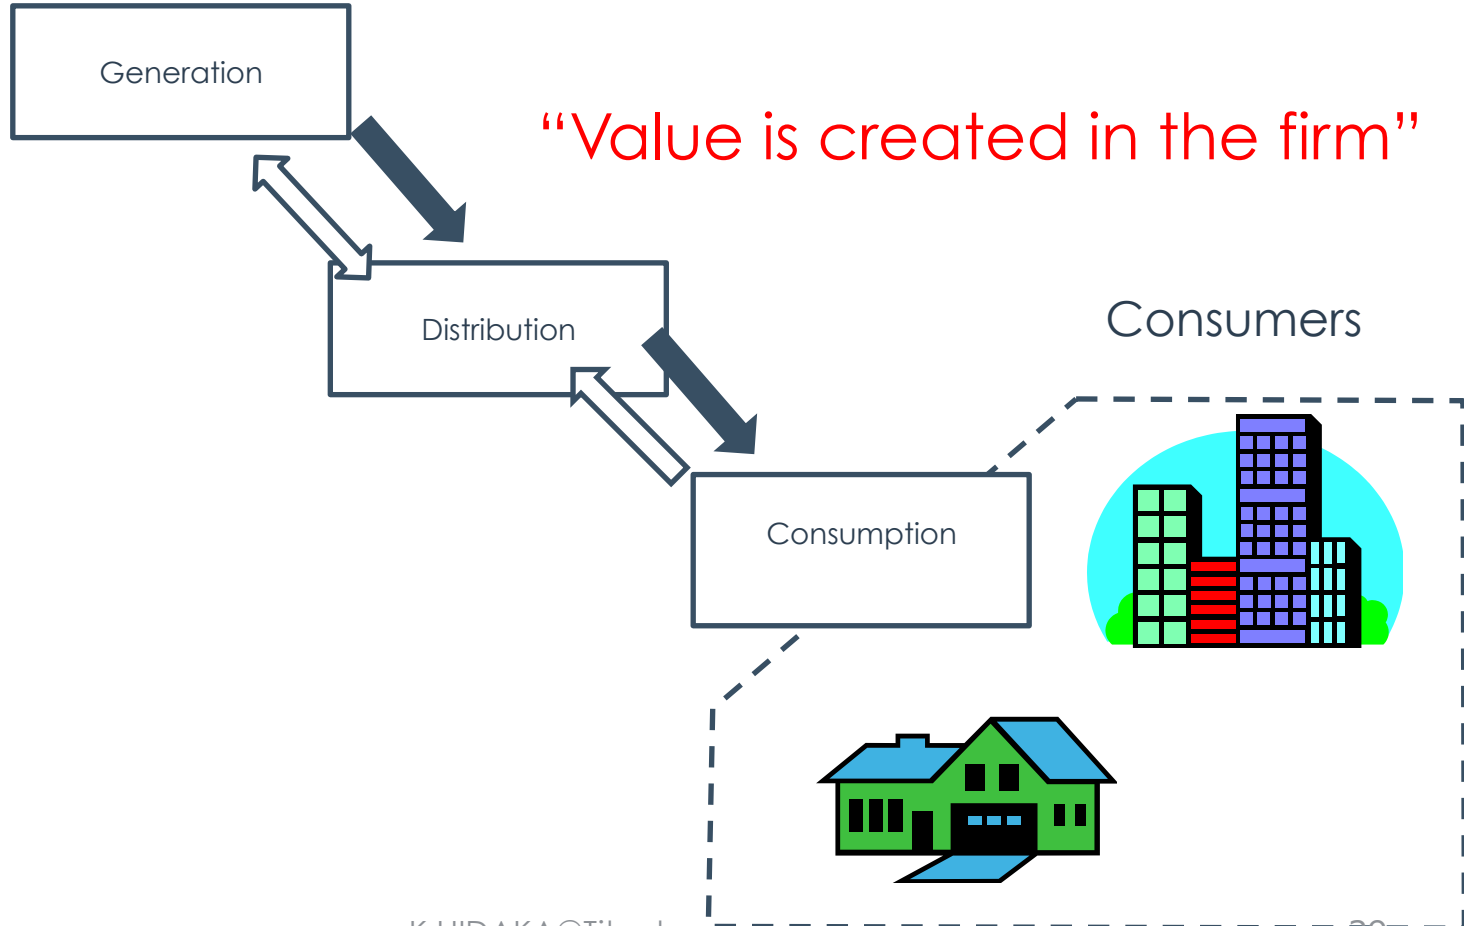 Generation
“Value is created in the firm”
Distribution
Consumers
Consumption